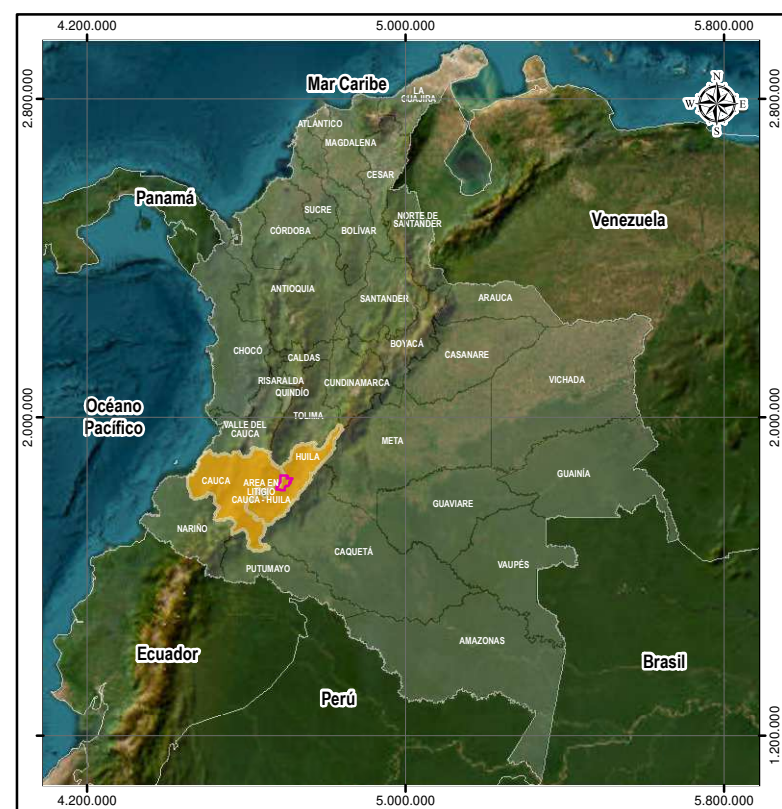 4.200.000
5.000.000
5.800.000
2.800.000
2.800.000
Mar Caribe
N
W
E
S
LA
GUAJIRA
ATLÁNTICO
MAGDALENA
CESAR
Panamá
SUCRE
NORTE DE
SANTANDER
Venezuela
CÓRDOBA
BOLÍVAR
ANTIOQUIA
SANTANDER
ARAUCA
CHOCÓ
CALDAS
BOYACÁ
CASANARE
RISARALDA
CUNDINAMARCA
VICHADA
QUINDÍO
Océano
Pacífico
TOLIMA
2.000.000
2.000.000
VALLE DEL
CAUCA
META
HUILA
CAUCA
AREA EN
LITIGIO
CAUCA - HUILA
GUAINÍA
GUAVIARE
NARIÑO
CAQUETÁ
PUTUMAYO
VAUPÉS
AMAZONAS
Ecuador
Perú
Brasil
1.200.000
1.200.000
4.200.000
5.000.000
5.800.000